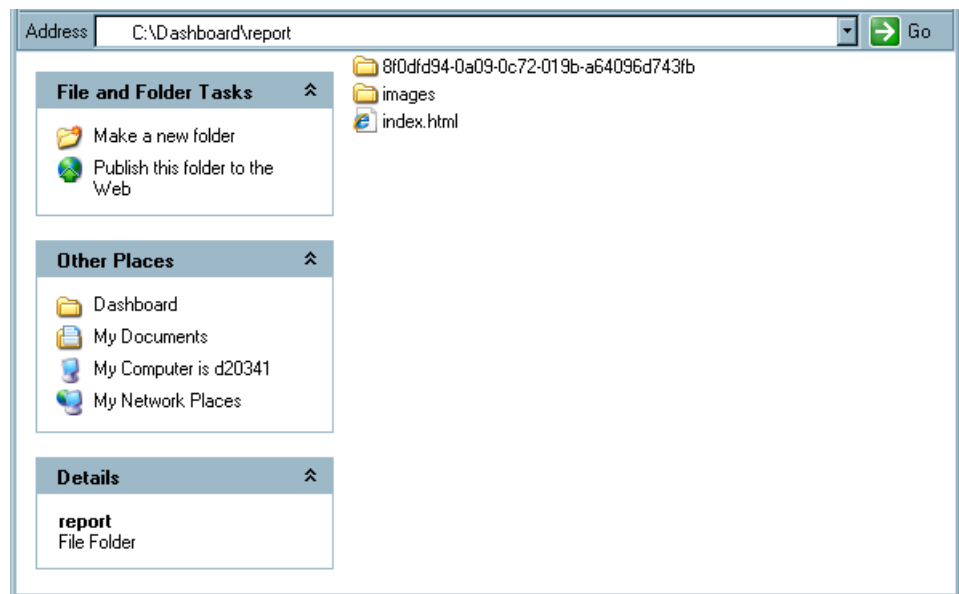 Address C:\Dashboard\report Go
File and Folder Tasks
Make a new folder
Publish this folder to the
Web
Other Places
Dashboard
My Documents
My Computer is d20341
My Network Places
Details
report
File Folder
8f0dfd94-0a09-0c72-019b-a64096d743fb
images
index.html